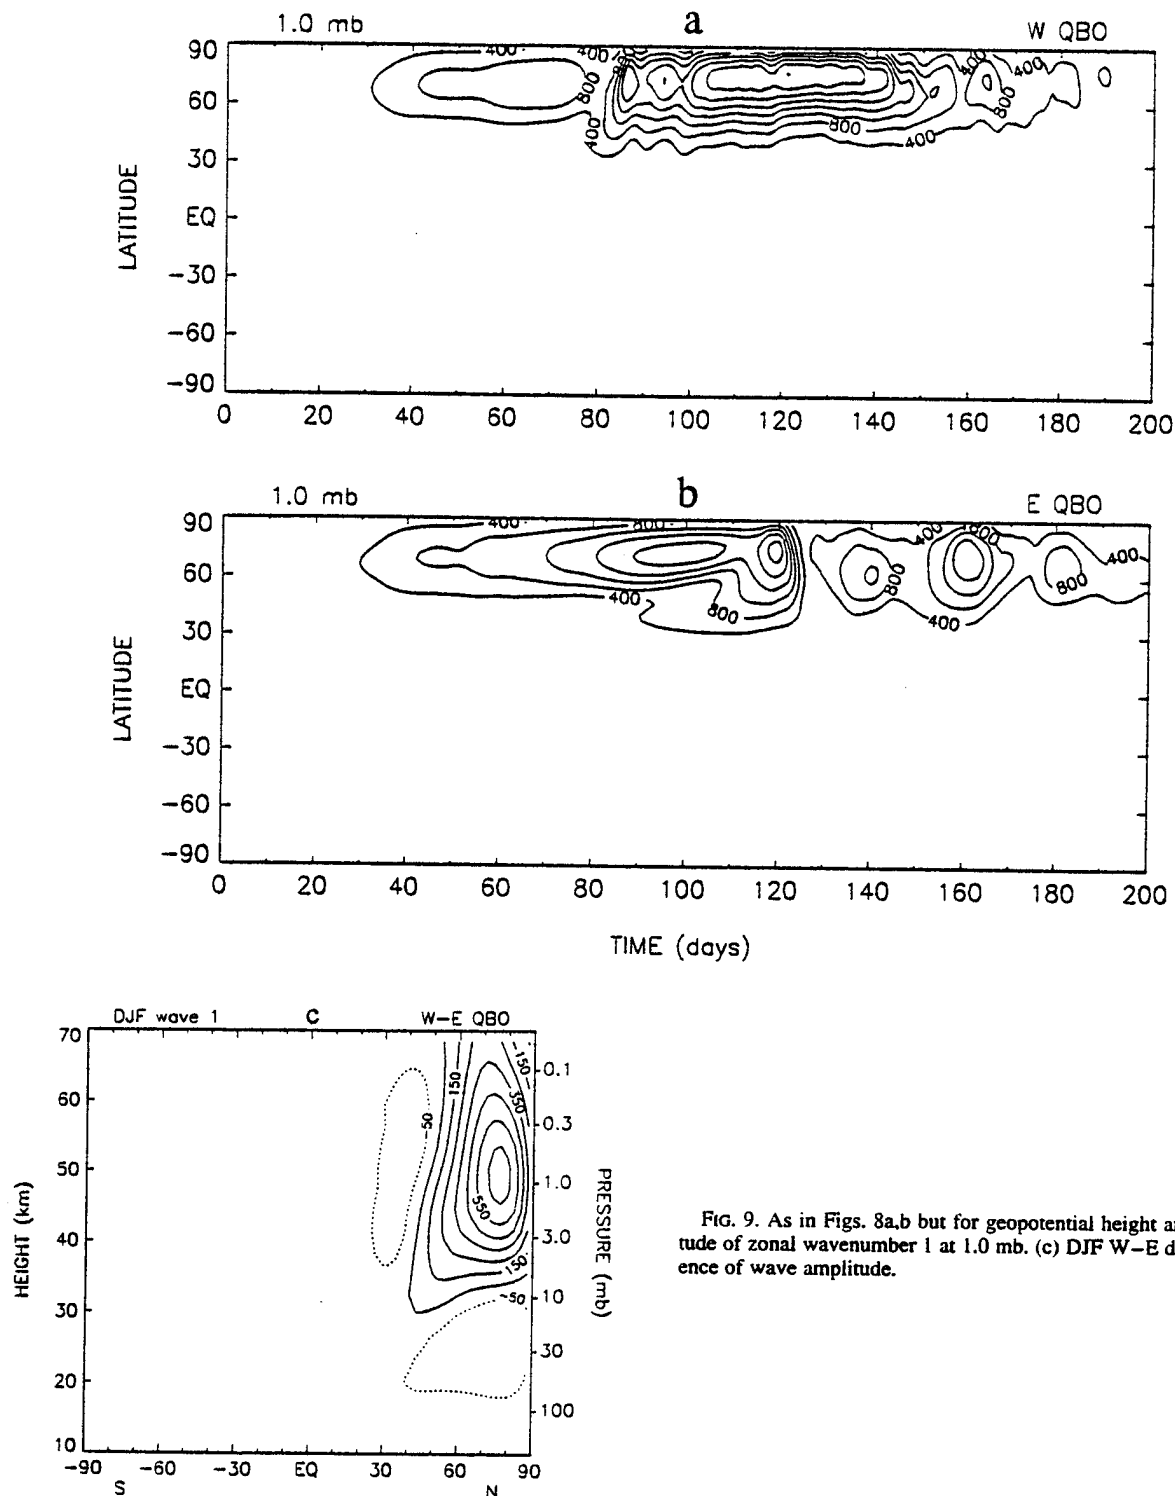 1.0 mb a W QBO
400 400 800 400 400 800
90
60 800 800
30 400 800 400
LATITUDE
EQ
-30
-60
-90
0 20 40 60 80 100 120 140 160 180 200
1.0 mb b E QBO
90 400 800 400 800
60 800 800 400
400 800 400
30
LATITUDE
EQ
-30
-60
-90
0 20 40 60 80 100 120 140 160 180 200
TIME (days)
DJF wave 1 C W-E QBO
70
60
50
40
30
20
10
HEIGHT (km)
-150
150 350
-50
550
150
-50
0.1
0.3
1.0
3.0
10
30
100
PRESSURE (mb)
-90 -60 -30 EQ 30 60 90
S N
FIG. 9. As in Figs. 8a,b but for geopotential height
tude of zonal wavenumber 1 at 1.0 mb. (c) DJF W-E
ence of wave amplitude.